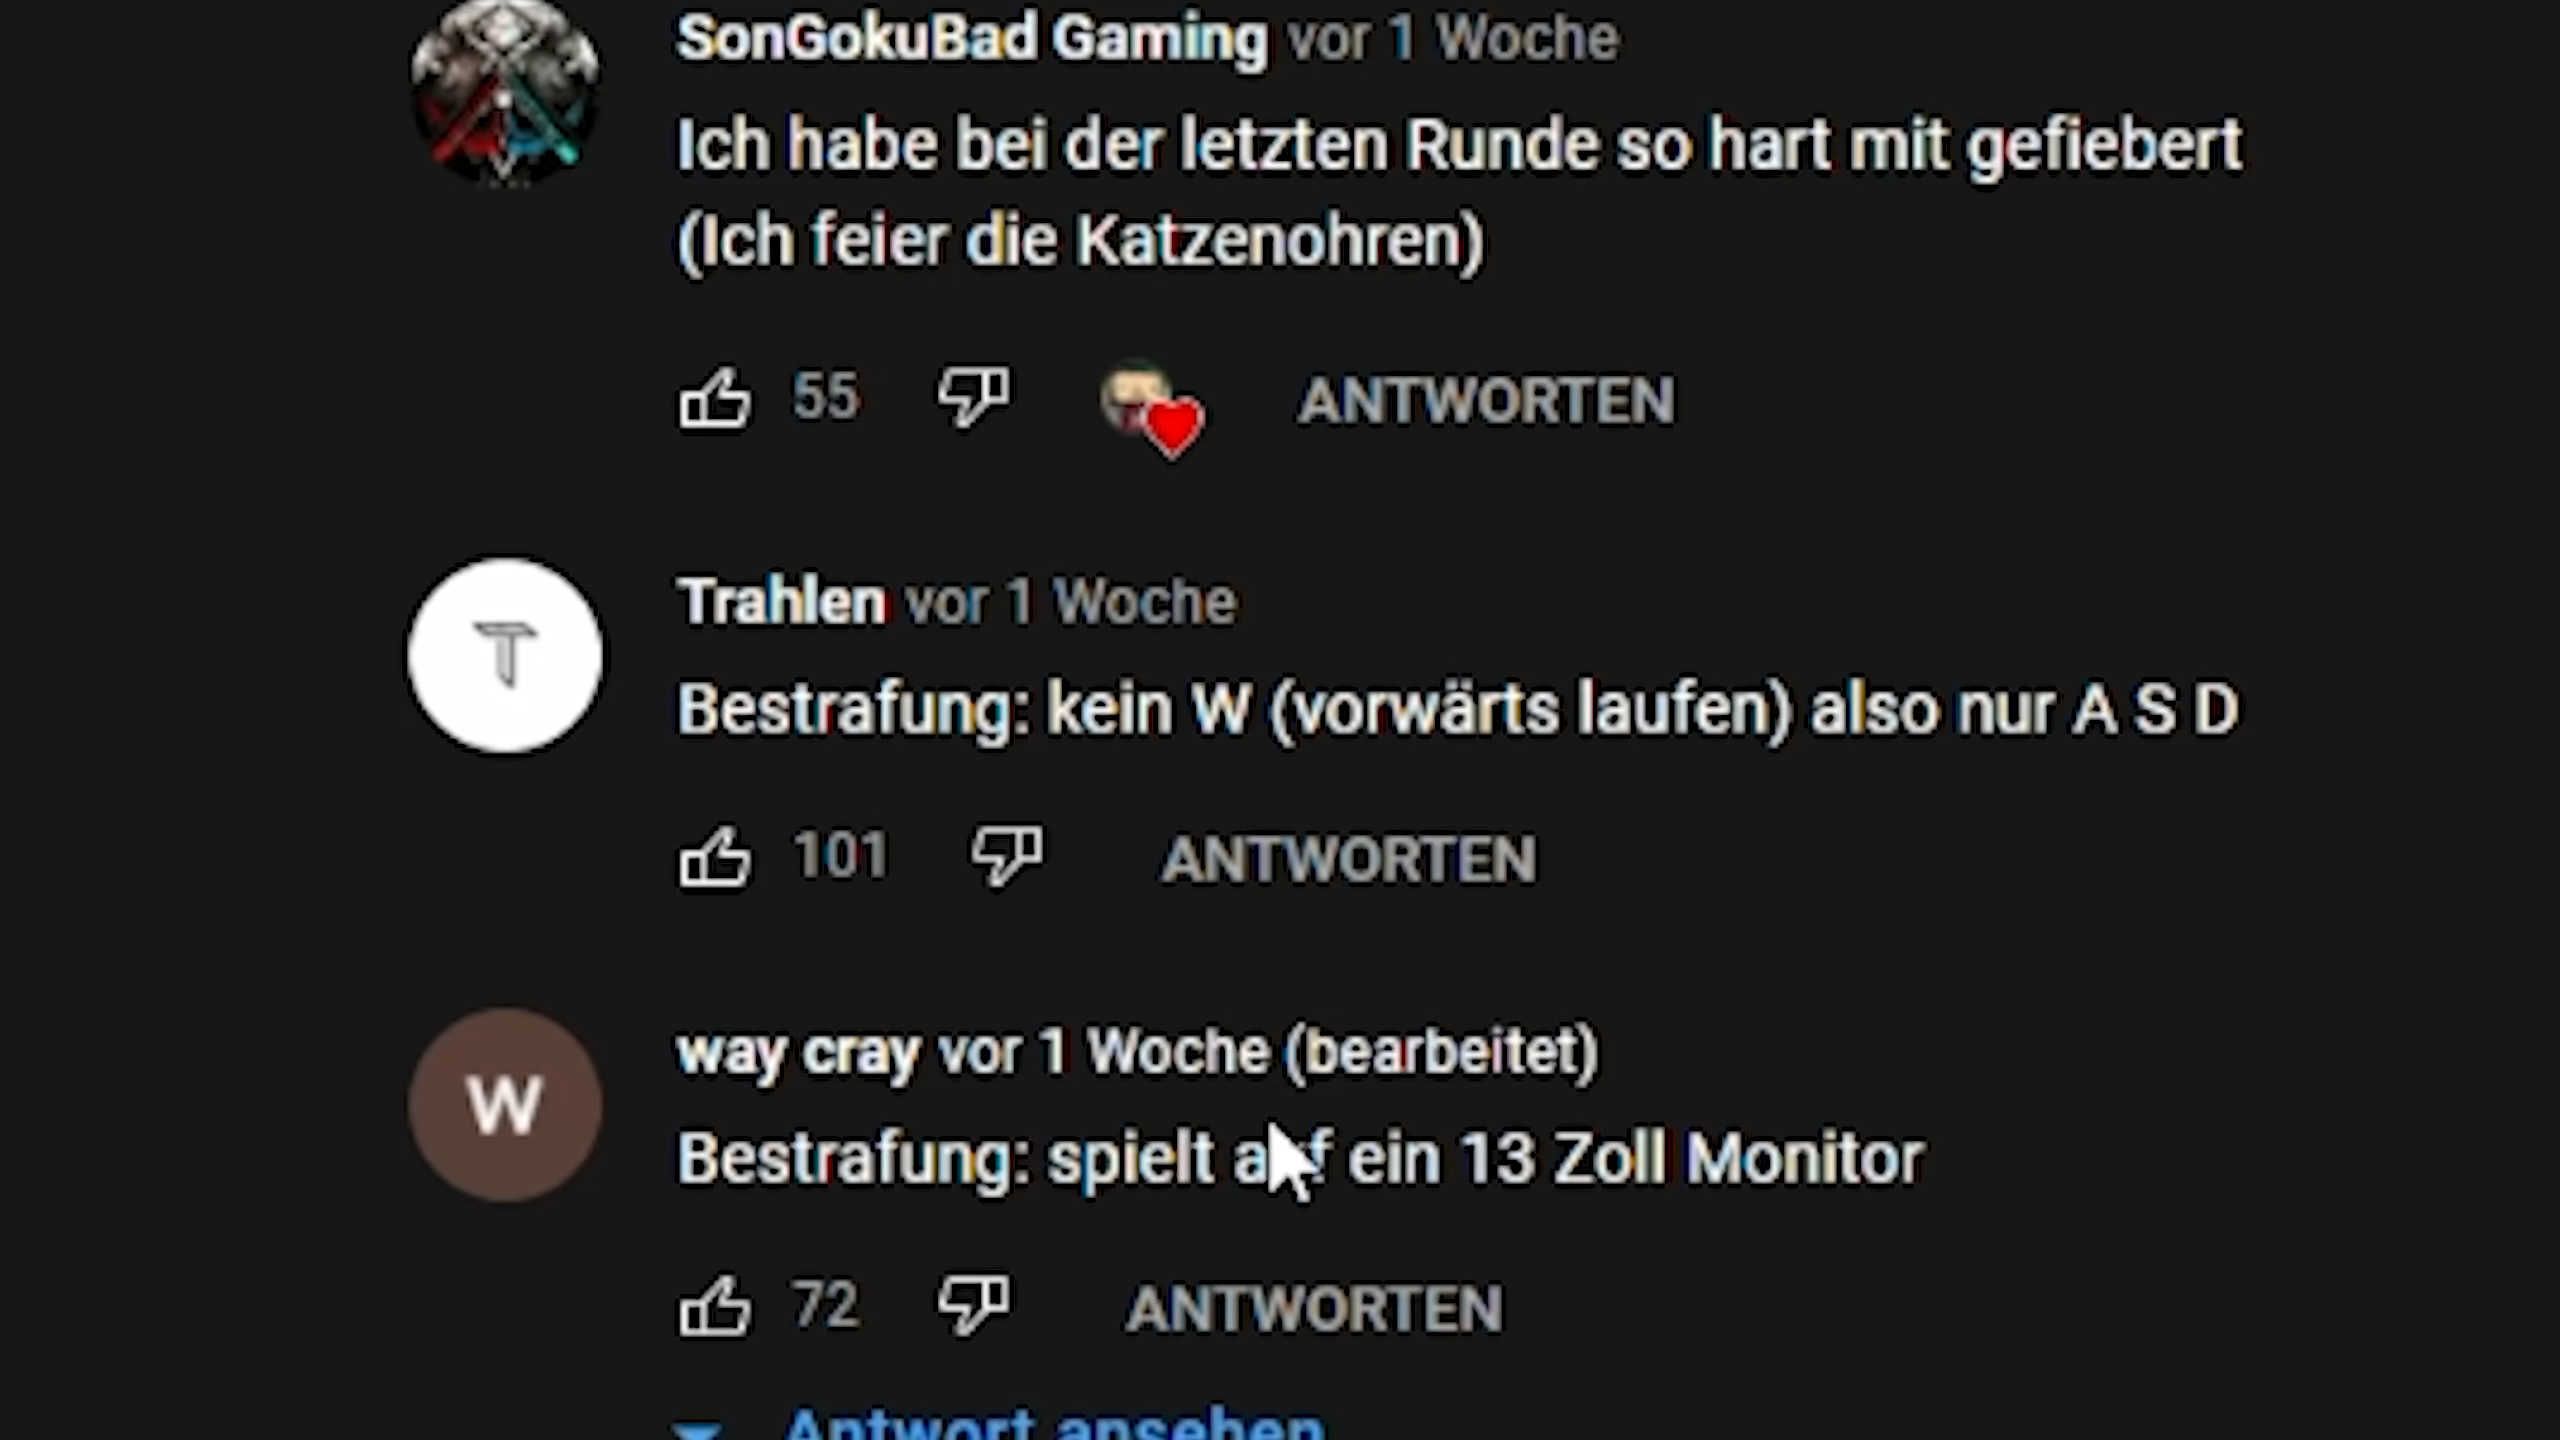 SonGokuBad Gaming vor 1 Woche
Ich habe bei der letzten Runde so hart mit gefiebert
(Ich feier die Katzenohren)
55 ANTWORTEN
T
Trahlen vor 1 Woche
Bestrafung: kein W (vorwärts laufen) also nur A S D
101 ANTWORTEN
W
way cray vor 1 Woche (bearbeitet)
Bestrafung: spielt auf ein 13 Zoll Monitor
72 ANTWORTEN
Antwort ansehen